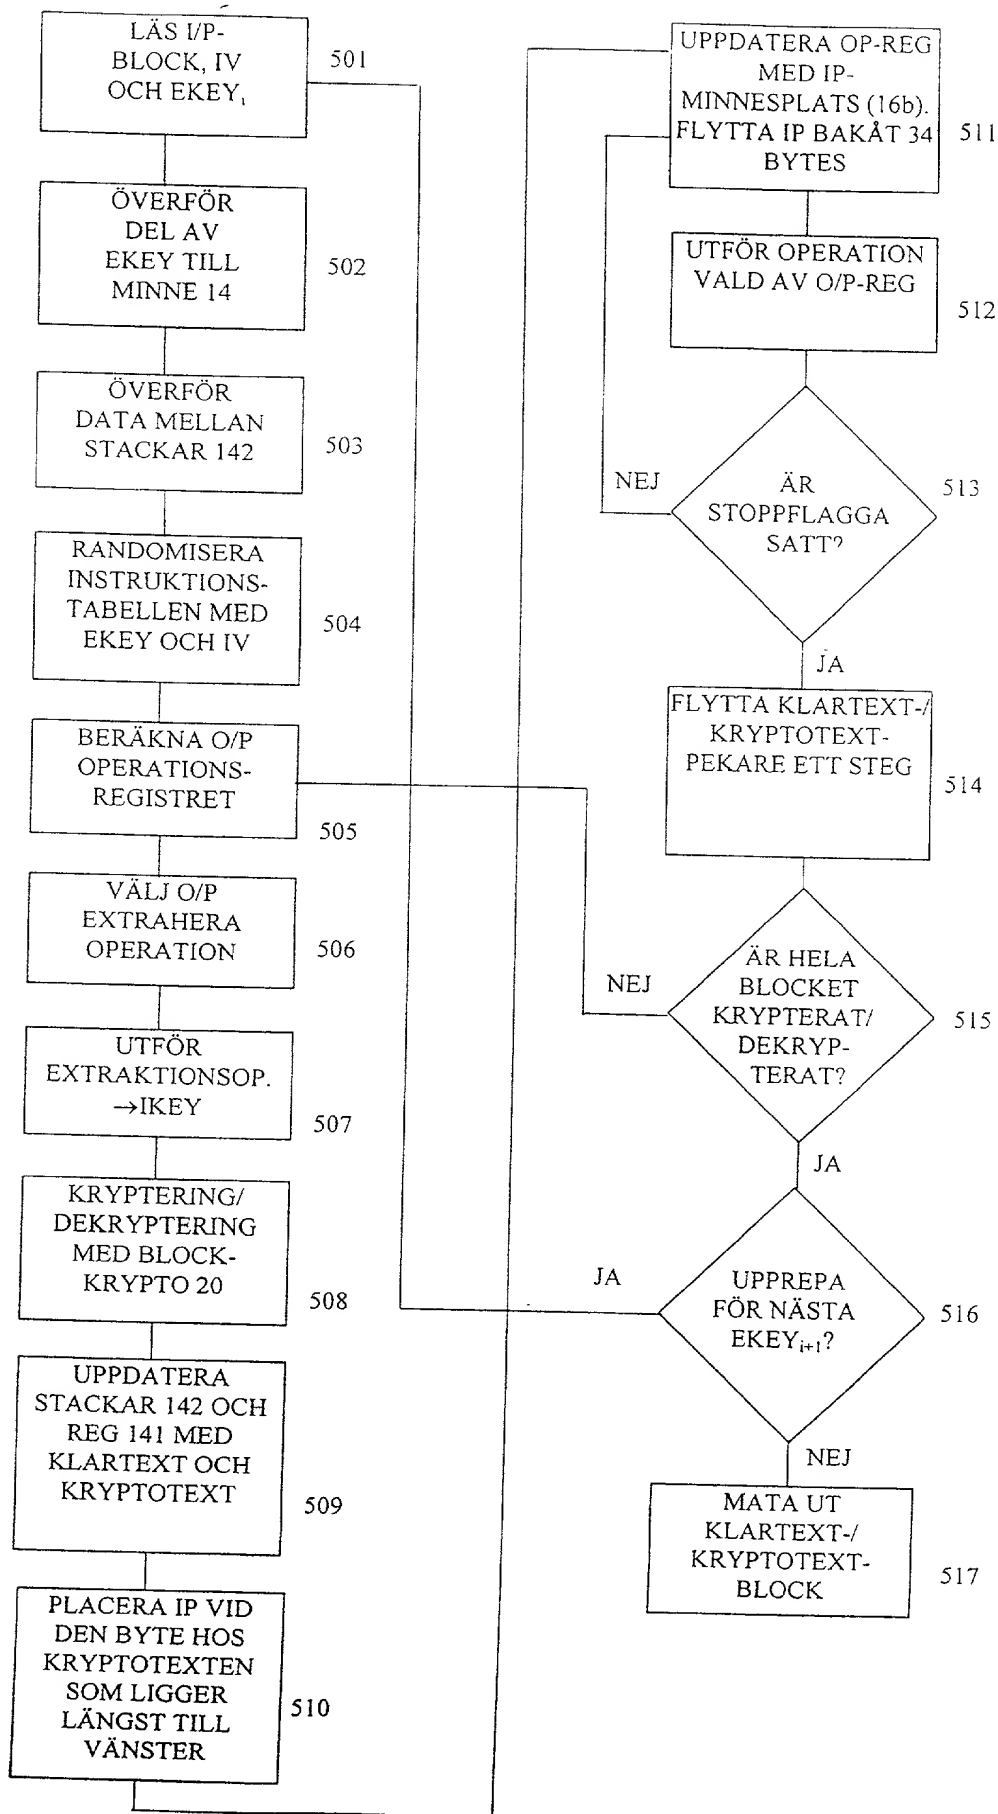 LÄS I/P-
BLOCK, IV
OCH EKEY₁
501
ÖVERFÖR
DEL AV
EKEY TILL
MINNE 14
502
ÖVERFÖR
DATA MELLAN
STACKAR 142
503
RANDOMISERA
INSTRUKTIONS-
TABELLEN MED
EKEY OCH IV
504
BERÄKNA O/P
OPERATIONS-
REGISTRET
505
VÄLJ O/P
EXTRAHERA
OPERATION
506
UTFÖR
EXTRAKTIONSOP.
→IKEY
507
KRYPTERING/
DEKRYPTERING
MED BLOCK-
KRYPTO 20
508
UPPDATERA
STACKAR 142 OCH
REG 141 MED
KLARTEXT OCH
KRYPTOTEXT
509
PLACERA IP VID
DEN BYTE HOS
KRYPTOTEXTEN
SOM LIGGER
LÄNGST TILL
VÄNSTER
510
UPPDATERA OP-REG
MED IP-
MINNESPLATS (16b).
FLYTTA IP BAKÅT 34
BYTES
511
UTFÖR OPERATION
VALD AV O/P-REG
512
ÄR
STOPPFLAGGA
SATT?
513
NEJ
JA
FLYTTA KLARTEXT-/
KRYPTOTEXT-
PEKARE ETT STEG
514
ÄR HELA
BLOCKET
KRYPTERAT/
DEKRYP-
TERAT?
515
NEJ
JA
UPPREPA
FÖR NÄSTA
EKEYᵢ₊₁?
516
JA
NEJ
MATA UT
KLARTEXT-/
KRYPTOTEXT-
BLOCK
517